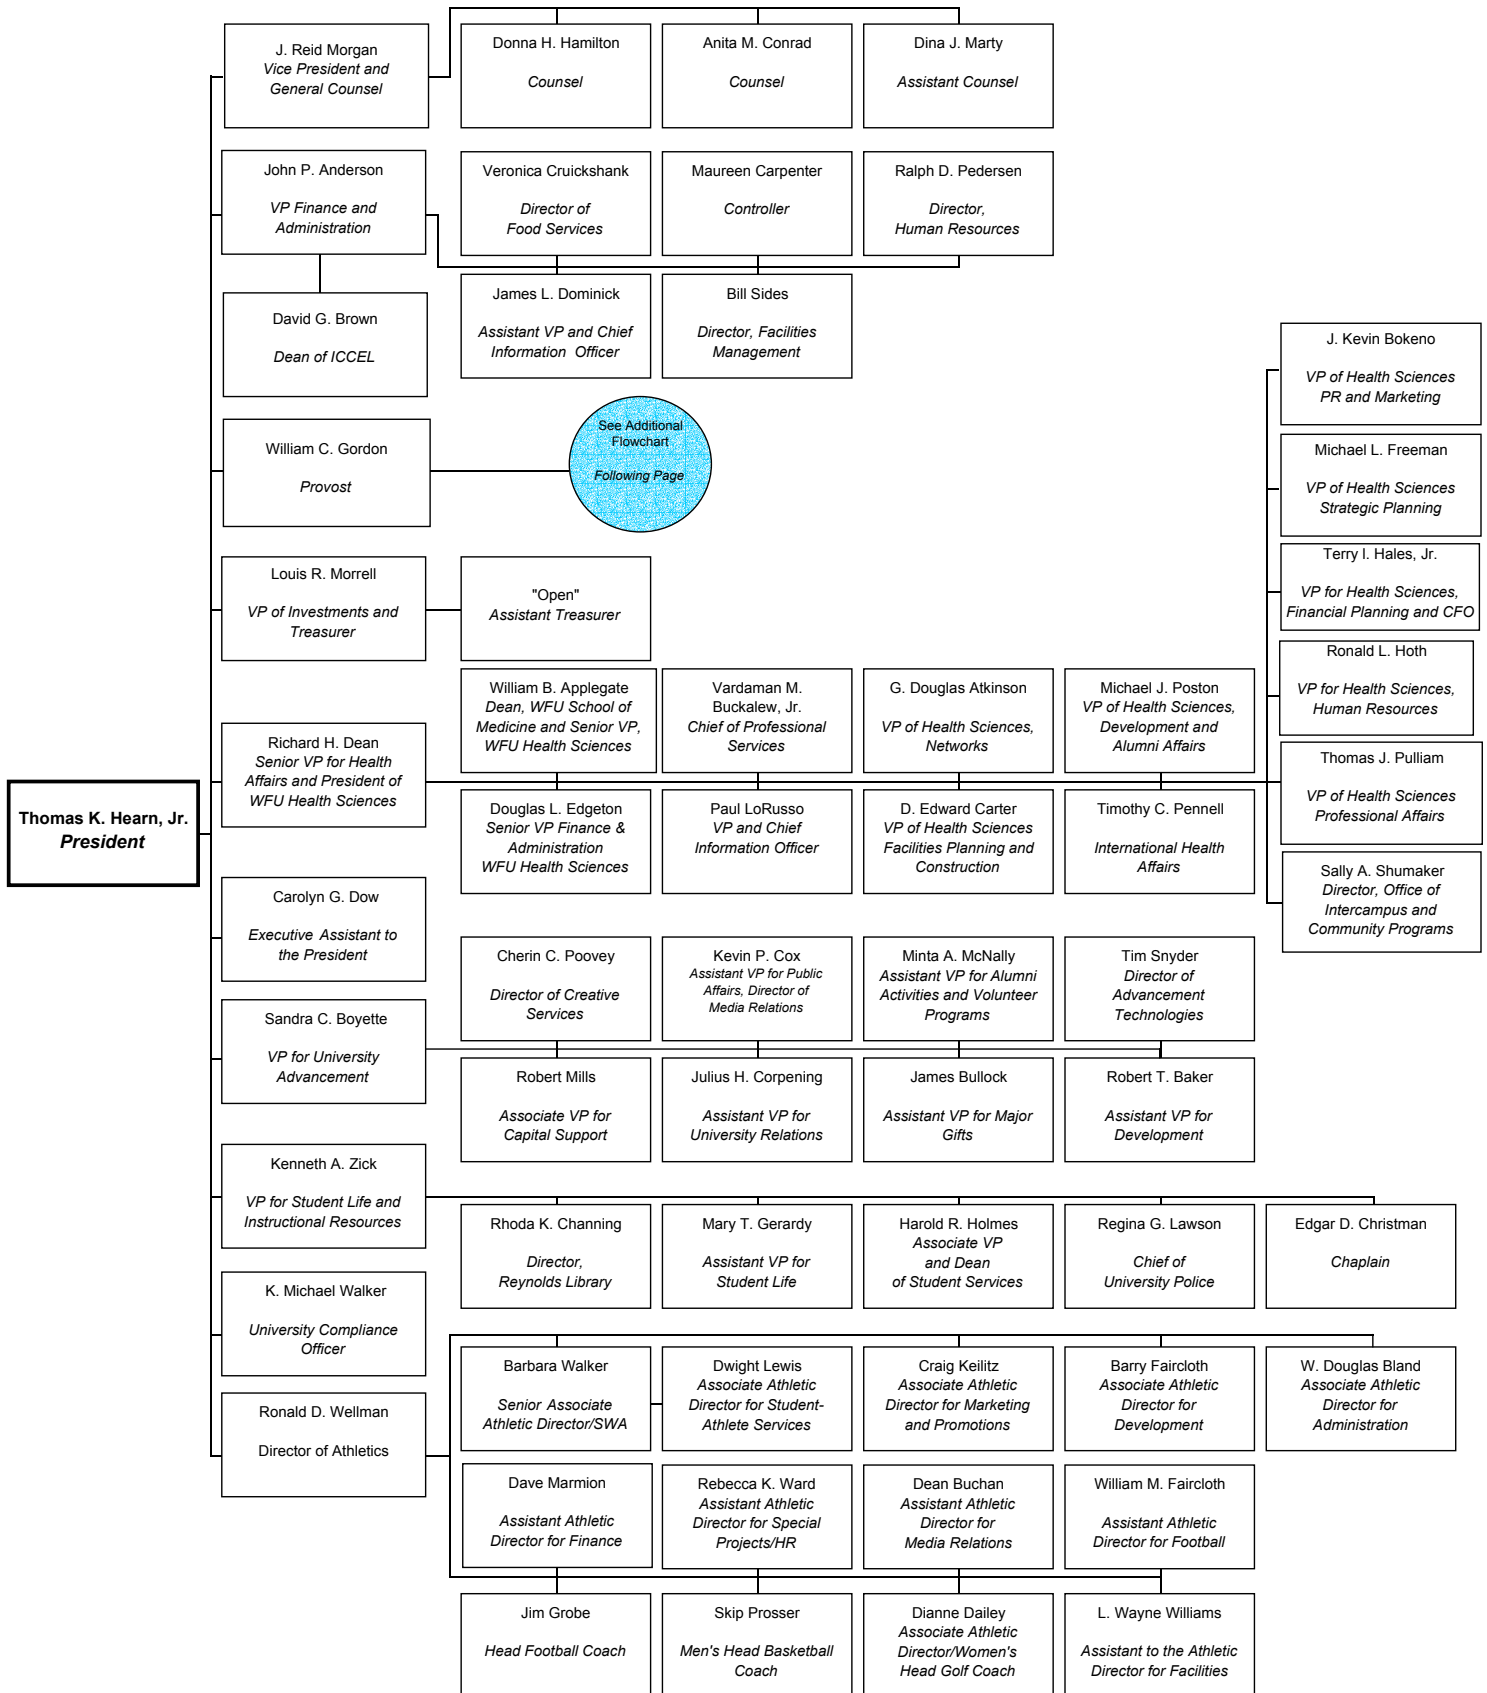 J. Reid Morgan
Vice President and
General Counsel
Donna H. Hamilton
Counsel
Anita M. Conrad
Counsel
Dina J. Marty
Assistant Counsel
John P. Anderson
VP Finance and
Administration
Veronica Cruickshank
Director of
Food Services
Maureen Carpenter
Controller
Ralph D. Pedersen
Director,
Human Resources
David G. Brown
Dean of ICCEL
James L. Dominick
Assistant VP and Chief
Information Officer
Bill Sides
Director, Facilities
Management
William C. Gordon
Provost
See Additional
Flowchart
Following Page
Louis R. Morrell
VP of Investments and
Treasurer
"Open"
Assistant Treasurer
Thomas K. Hearn, Jr.
President
Richard H. Dean
Senior VP for Health
Affairs and President of
WFU Health Sciences
William B. Applegate
Dean, WFU School of
Medicine and Senior VP,
WFU Health Sciences
Vardaman M.
Buckalew, Jr.
Chief of Professional
Services
G. Douglas Atkinson
VP of Health Sciences,
Networks
Michael J. Poston
VP of Health Sciences,
Development and
Alumni Affairs
Douglas L. Edgeton
Senior VP Finance &
Administration
WFU Health Sciences
Paul LoRusso
VP and Chief
Information Officer
D. Edward Carter
VP of Health Sciences
Facilities Planning and
Construction
Timothy C. Pennell
International Health
Affairs
J. Kevin Bokeno
VP of Health Sciences
PR and Marketing
Michael L. Freeman
VP of Health Sciences
Strategic Planning
Terry l. Hales, Jr.
VP for Health Sciences,
Financial Planning and CFO
Ronald L. Hoth
VP for Health Sciences,
Human Resources
Thomas J. Pulliam
VP of Health Sciences
Professional Affairs
Sally A. Shumaker
Director, Office of
Intercampus and
Community Programs
Carolyn G. Dow
Executive Assistant to
the President
Sandra C. Boyette
VP for University
Advancement
Cherin C. Poovey
Director of Creative
Services
Kevin P. Cox
Assistant VP for Public
Affairs, Director of
Media Relations
Minta A. McNally
Assistant VP for Alumni
Activities and Volunteer
Programs
Tim Snyder
Director of
Advancement
Technologies
Robert Mills
Associate VP for
Capital Support
Julius H. Corpening
Assistant VP for
University Relations
James Bullock
Assistant VP for Major
Gifts
Robert T. Baker
Assistant VP for
Development
Kenneth A. Zick
VP for Student Life and
Instructional Resources
Rhoda K. Channing
Director,
Reynolds Library
Mary T. Gerardy
Assistant VP for
Student Life
Harold R. Holmes
Associate VP
and Dean
of Student Services
Regina G. Lawson
Chief of
University Police
Edgar D. Christman
Chaplain
K. Michael Walker
University Compliance
Officer
Ronald D. Wellman
Director of Athletics
Barbara Walker
Senior Associate
Athletic Director/SWA
Dwight Lewis
Associate Athletic
Director for Student-
Athlete Services
Craig Keilitz
Associate Athletic
Director for Marketing
and Promotions
Barry Faircloth
Associate Athletic
Director for
Development
W. Douglas Bland
Associate Athletic
Director for
Administration
Dave Marmion
Assistant Athletic
Director for Finance
Rebecca K. Ward
Assistant Athletic
Director for Special
Projects/HR
Dean Buchan
Assistant Athletic
Director for
Media Relations
William M. Faircloth
Assistant Athletic
Director for Football
Jim Grobe
Head Football Coach
Skip Prosser
Men's Head Basketball
Coach
Dianne Dailey
Associate Athletic
Director/Women's
Head Golf Coach
L. Wayne Williams
Assistant to the Athletic
Director for Facilities